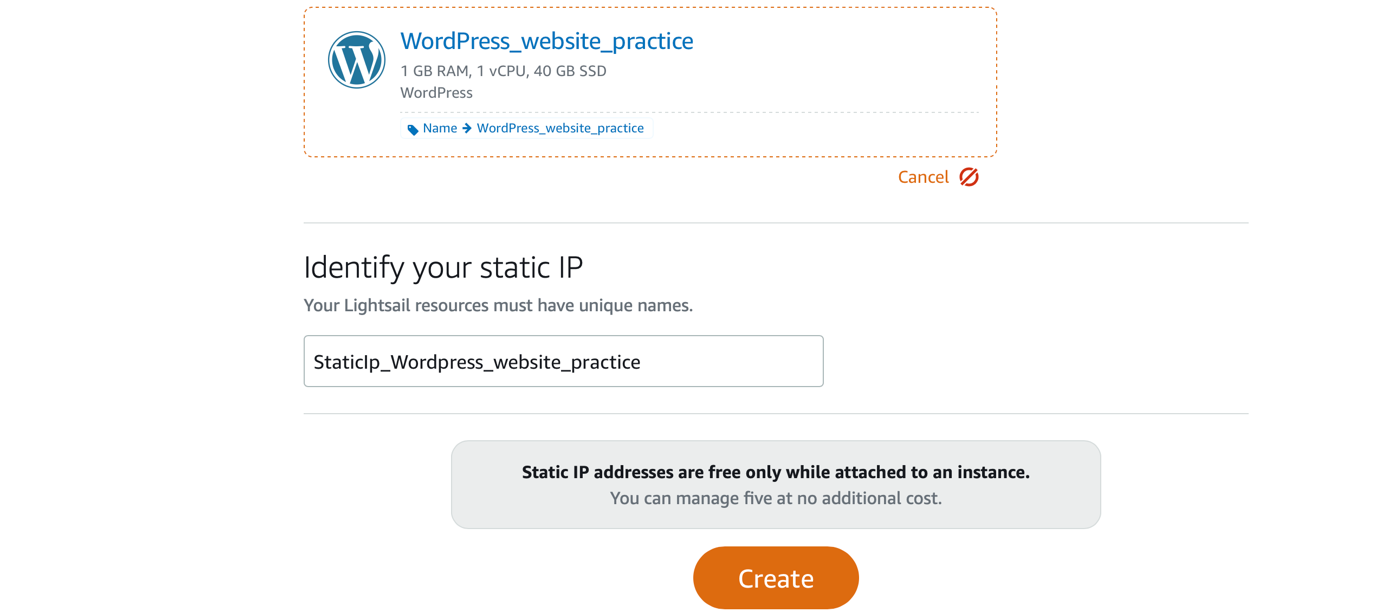 WordPress_website_practice
1 GB RAM, 1 vCPU, 40 GB SSD
WordPress
Name → WordPress_website_practice
Cancel
Identify your static IP
Your Lightsail resources must have unique names.
StaticIp_Wordpress_website_practice
Static IP addresses are free only while attached to an instance.
You can manage five at no additional cost.
Create